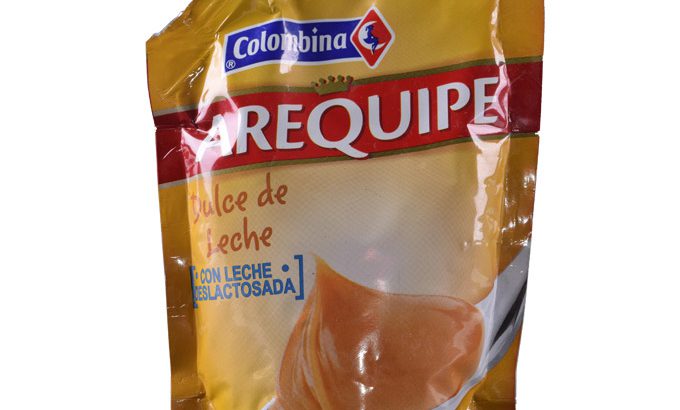 Colombina
®
AREQUIPE
Dulce de
Leche
[• CON LECHE •
DESLACTOSADA]